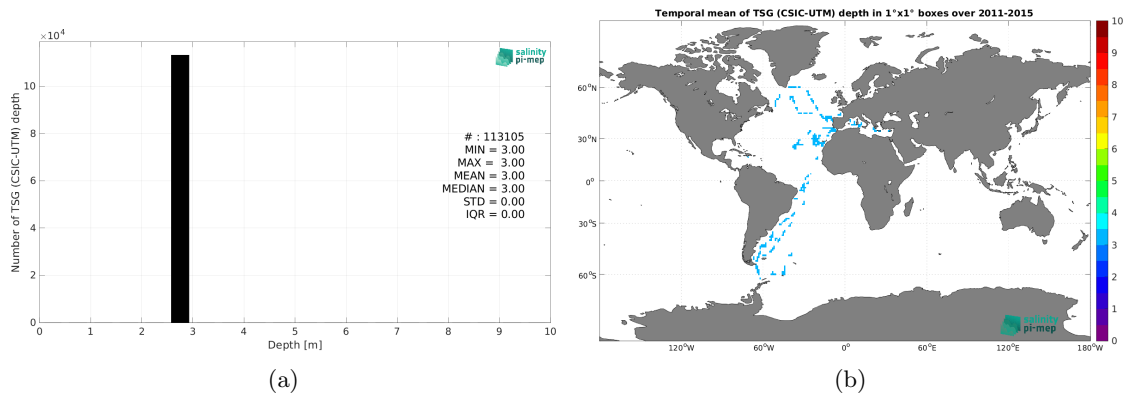 ×10⁴
10
8
6
4
2
0
Number of TSG (CSIC-UTM) depth
salinity
pi-mep
# : 113105
MIN = 3.00
MAX = 3.00
MEAN = 3.00
MEDIAN = 3.00
STD = 0.00
IQR = 0.00
0 1 2 3 4 5 6 7 8 9 10
Depth [m]
(a)
Temporal mean of TSG (CSIC-UTM) depth in 1°x1° boxes over 2011-2015
60°N
30°N
0°
30°S
60°S
salinity
pi-mep
120°W 60°W 0° 60°E 120°E 180°W
10
9
8
7
6
5
4
3
2
1
0
(b)